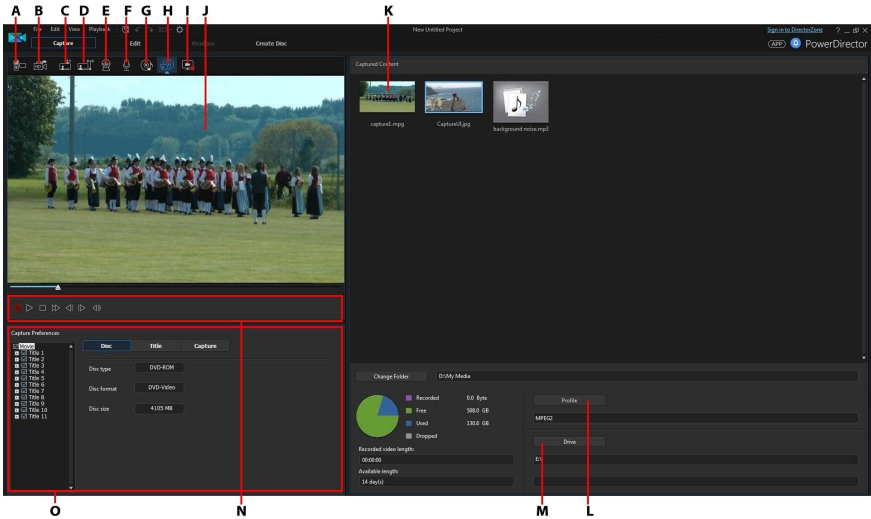 A B C D E F G H I J K
File Edit View Playback
New Untitled Project
Sign in to DirectorZone ?
Capture Edit Produce Create Disc
APP PowerDirector
HD
Captured Content
capture1.mpg CaptureUI.jpg background noise.mp3
Capture Preferences
Movie
Title 1
Title 2
Title 3
Title 4
Title 5
Title 6
Title 7
Title 8
Title 9
Title 10
Title 11
Disc Title Capture
Disc type DVD-ROM
Disc format DVD-Video
Disc size 4105 MB
Change Folder D:\My Media
Recorded 0.0 Byte
Free 508.0 GB
Used 130.6 GB
Dropped
Recorded video length:
00:00:00
Available length:
14 day(s)
Profile
MPEG2
Drive
E:\
O N M L